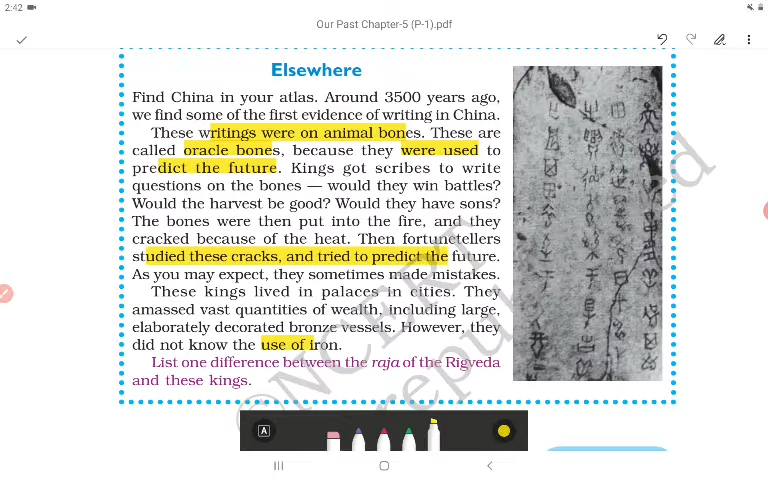 2:42
Our Past Chapter-5 (P-1).pdf
Elsewhere
Find China in your atlas. Around 3500 years ago,
we find some of the first evidence of writing in China.
These writings were on animal bones. These are
called oracle bones, because they were used to
predict the future. Kings got scribes to write
questions on the bones — would they win battles?
Would the harvest be good? Would they have sons?
The bones were then put into the fire, and they
cracked because of the heat. Then fortunetellers
studied these cracks, and tried to predict the future.
As you may expect, they sometimes made mistakes.
These kings lived in palaces in cities. They
amassed vast quantities of wealth, including large,
elaborately decorated bronze vessels. However, they
did not know the use of iron.
List one difference between the raja of the Rigveda
and these kings.
©NCERT
republished
A